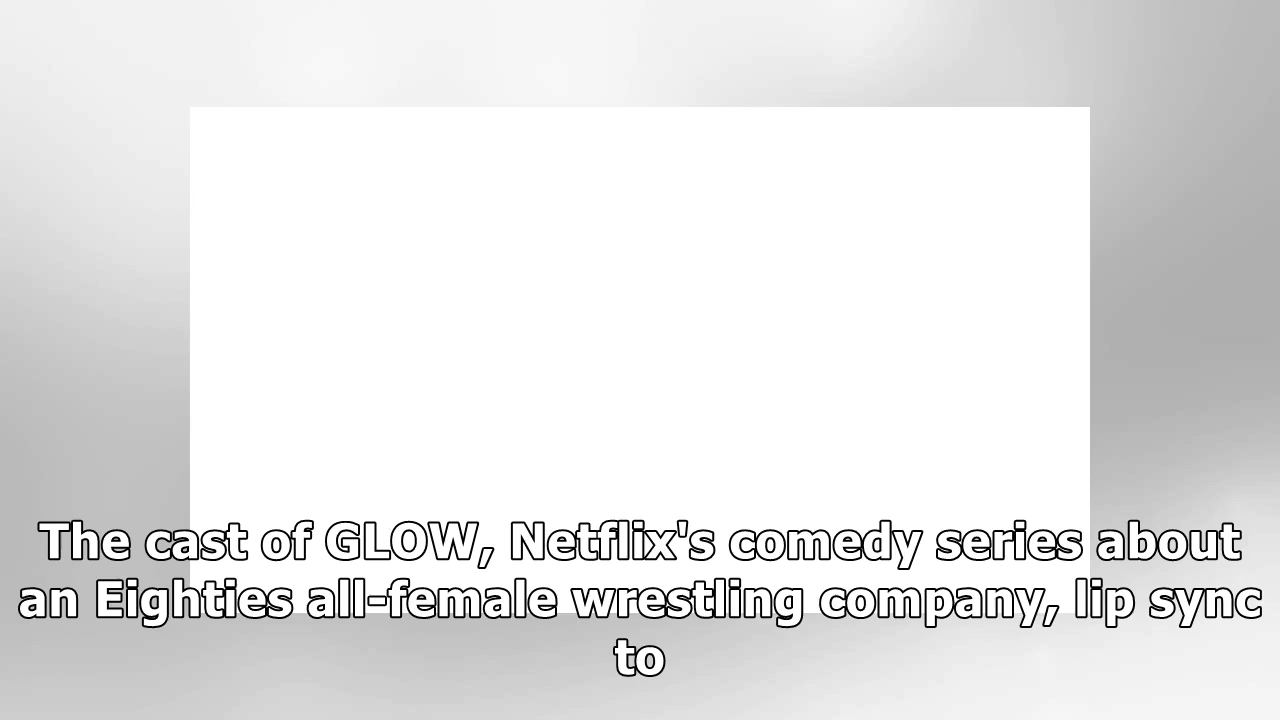 The cast of GLOW, Netflix's comedy series about
an Eighties all-female wrestling company, lip sync
to